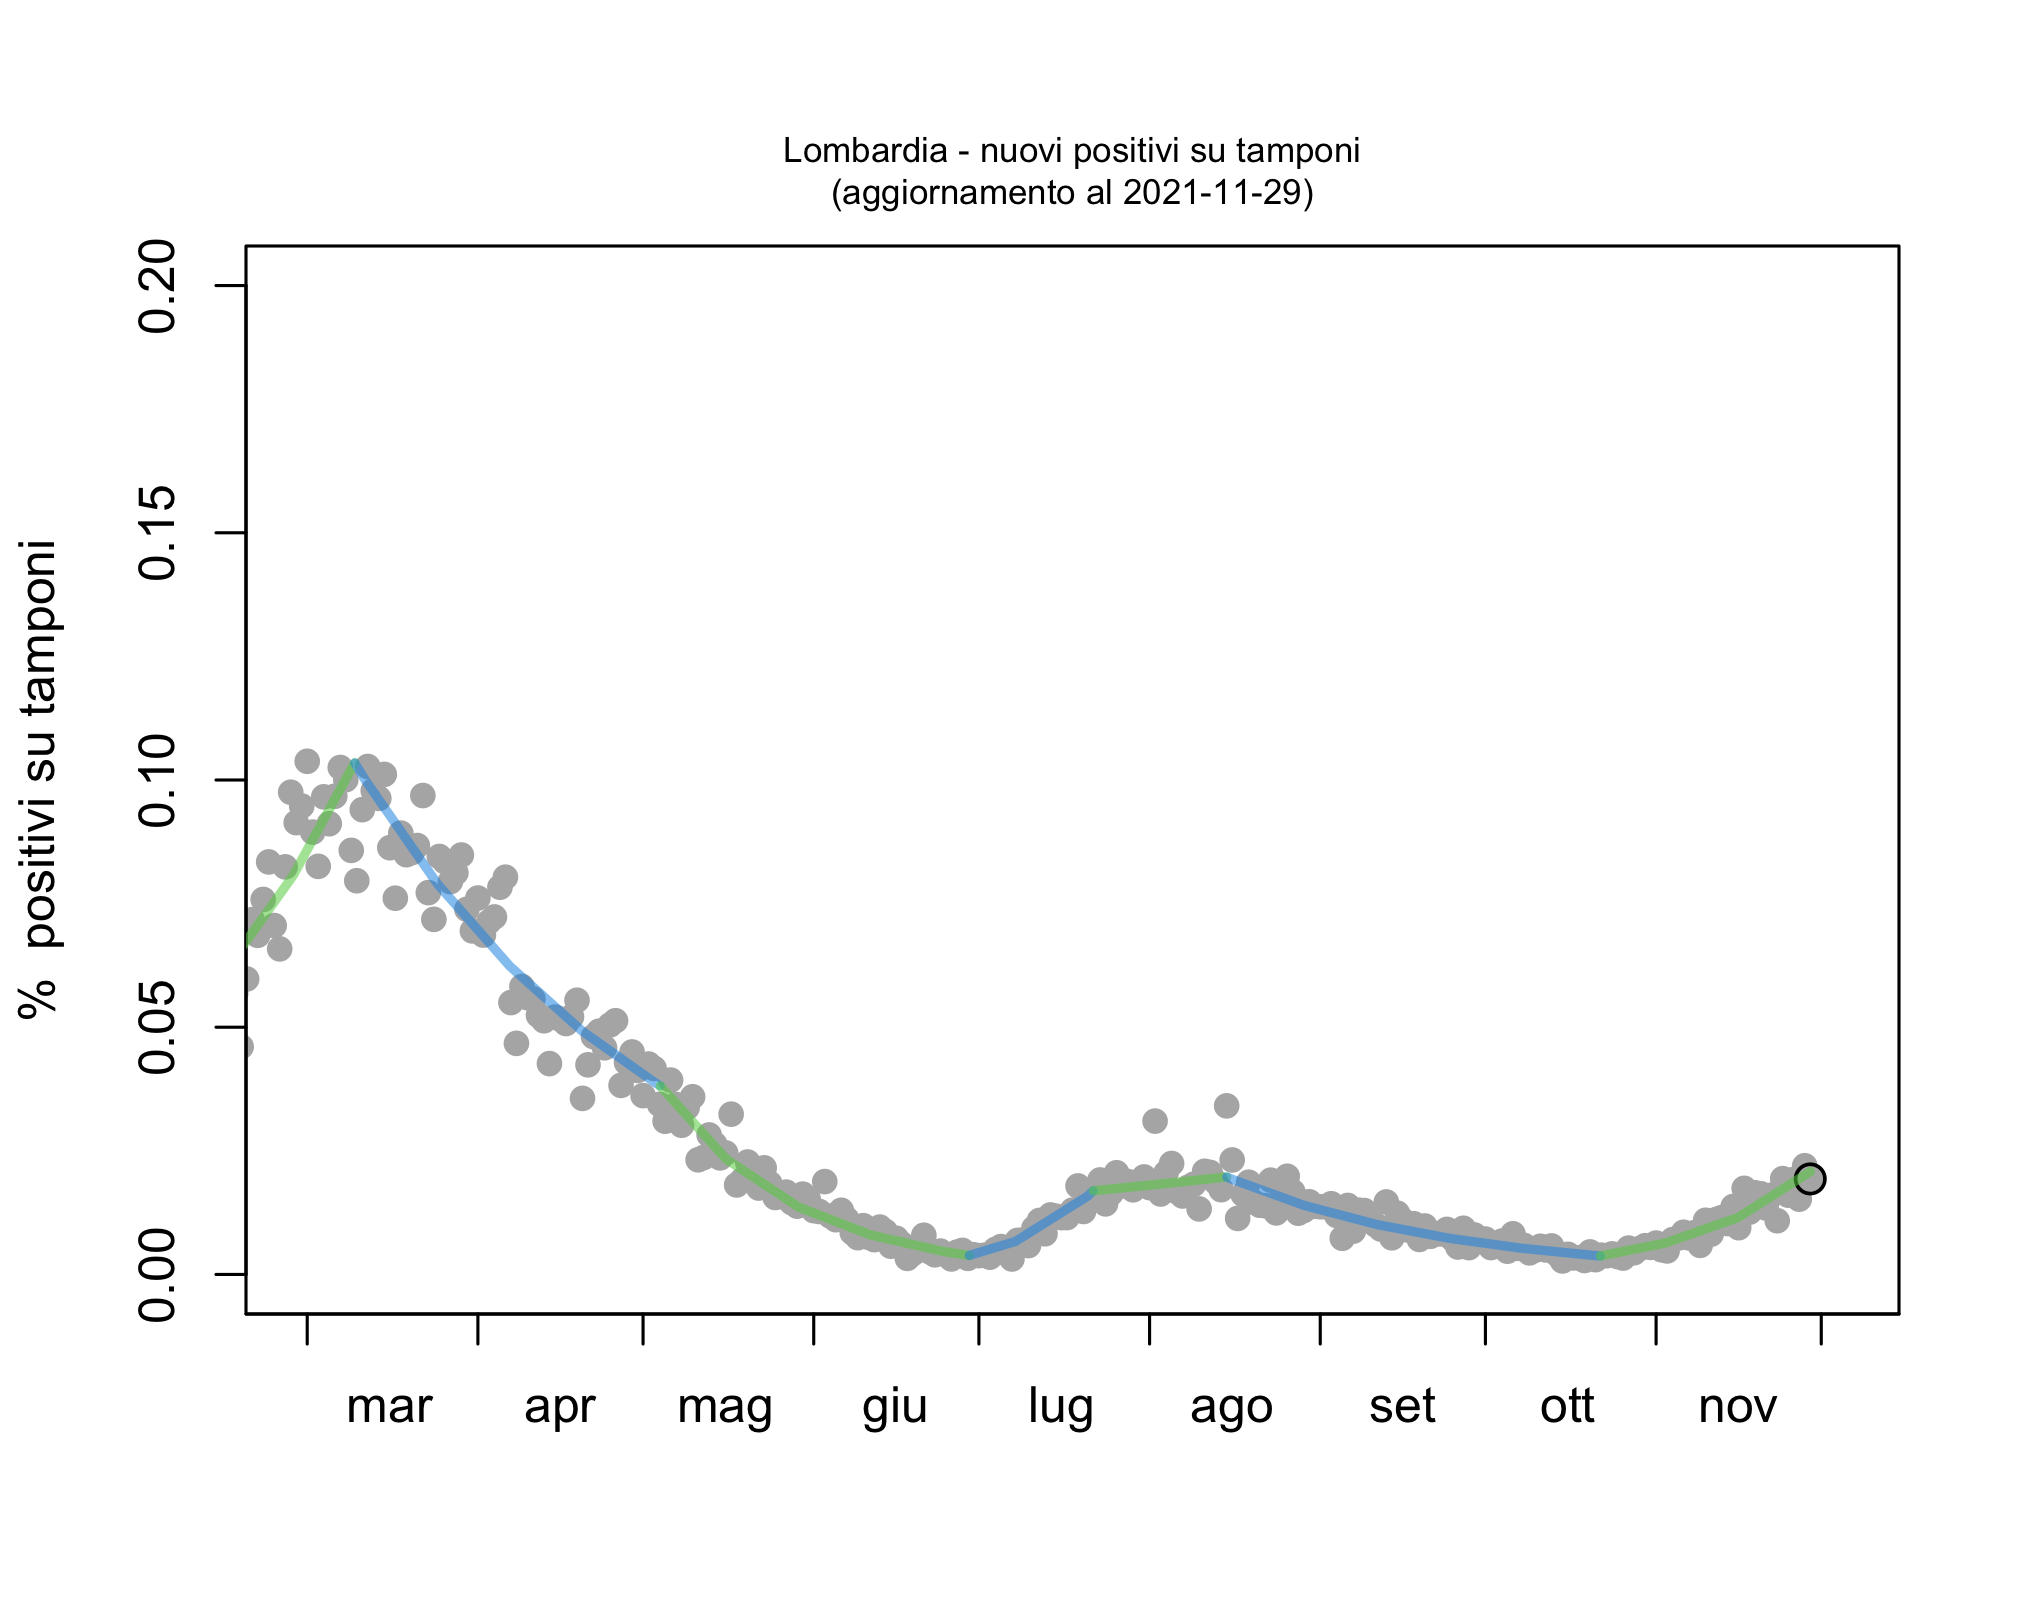 Lombardia - nuovi positivi su tamponi
(aggiornamento al 2021-11-29)
% positivi su tamponi
0.20
0.15
0.10
0.05
0.00
mar apr mag giu lug ago set ott nov